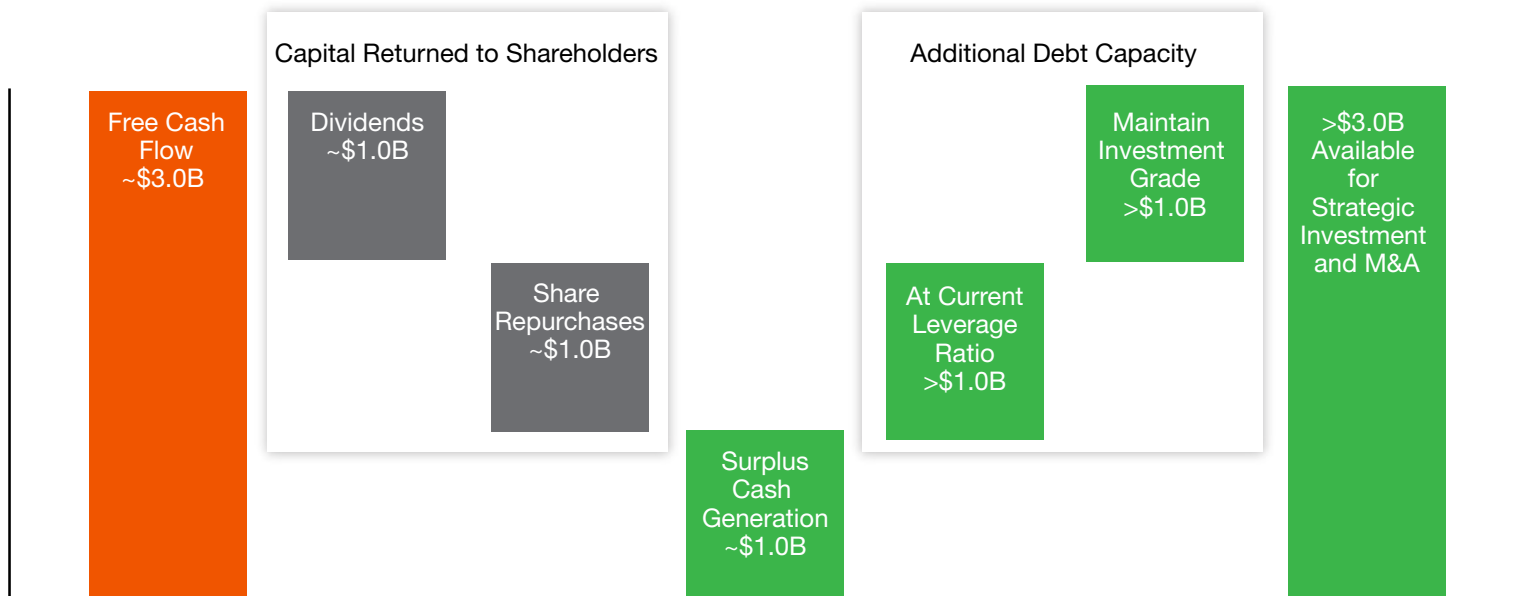 Capital Returned to Shareholders
Additional Debt Capacity
Free Cash
Flow
~$3.0B
Dividends
~$1.0B
Share
Repurchases
~$1.0B
Surplus
Cash
Generation
~$1.0B
At Current
Leverage
Ratio
>$1.0B
Maintain
Investment
Grade
>$1.0B
>$3.0B
Available
for
Strategic
Investment
and M&A